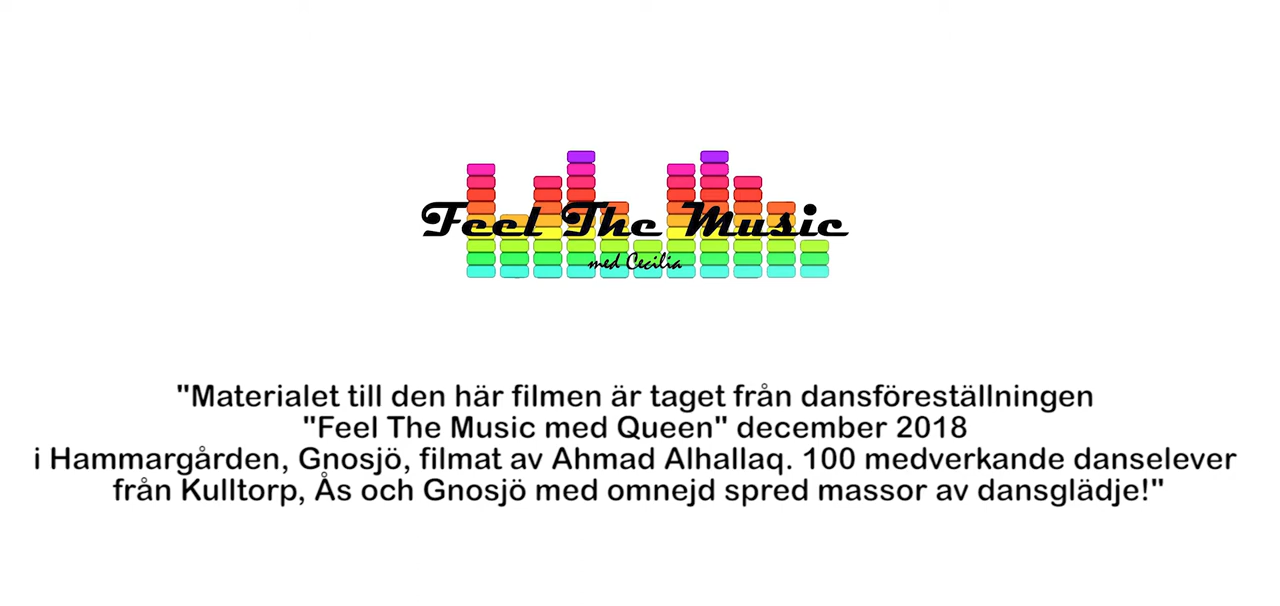 Feel The Music
med Cecilia
"Materialet till den här filmen är taget från dansföreställningen
"Feel The Music med Queen" december 2018
i Hammargården, Gnosjö, filmat av Ahmad Alhallaq. 100 medverkande danselever
från Kulltorp, Ås och Gnosjö med omnejd spred massor av dansglädje!"